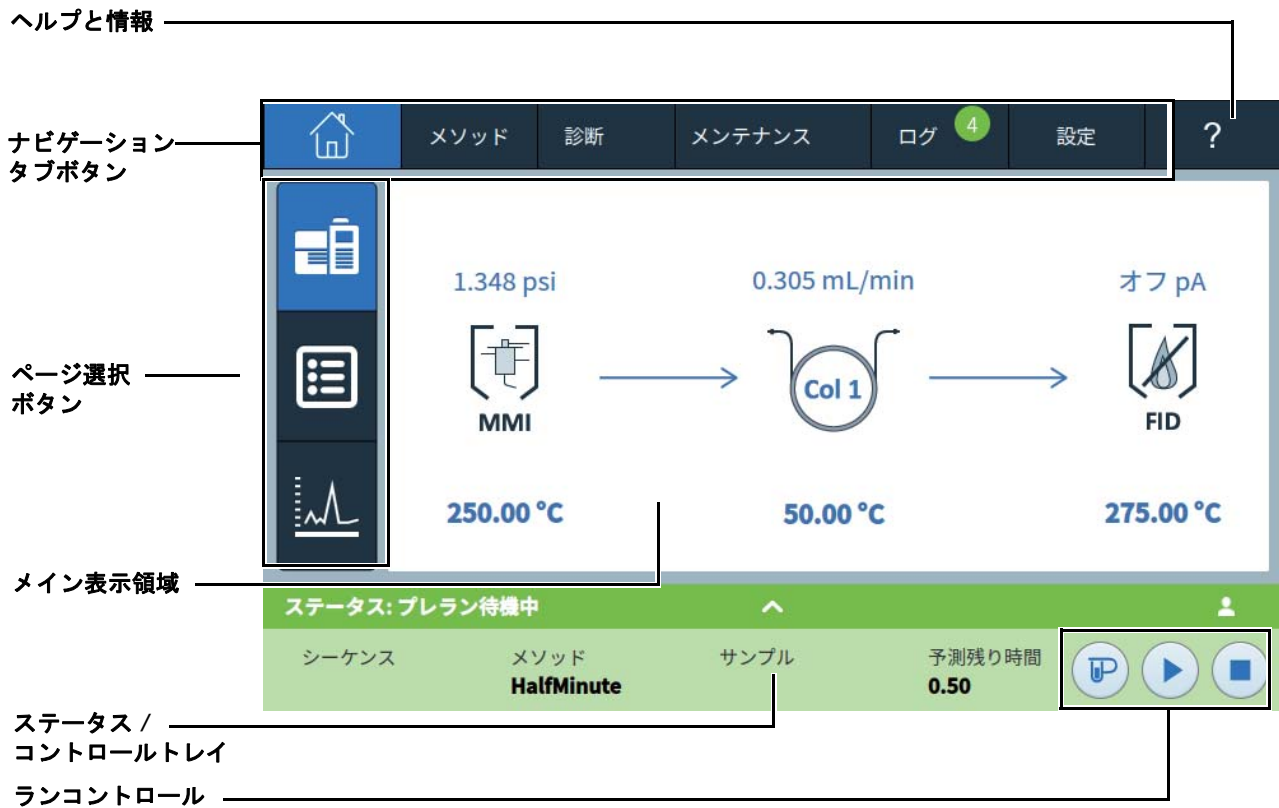 ヘルプと情報
ナビゲーション
タブボタン
メソッド 診断 メンテナンス ログ 4 設定 ?
1.348 psi 0.305 mL/min オフ pA
ページ選択
ボタン
Col 1
MMI FID
250.00 °C 50.00 °C 275.00 °C
メイン表示領域
ステータス: プレラン待機中
シーケンス メソッド サンプル 予測残り時間
HalfMinute 0.50
ステータス /
コントロールトレイ
ランコントロール